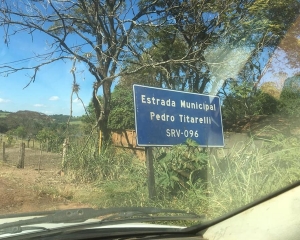 Estrada Municipal
Pedro Titarelli
SRV-096